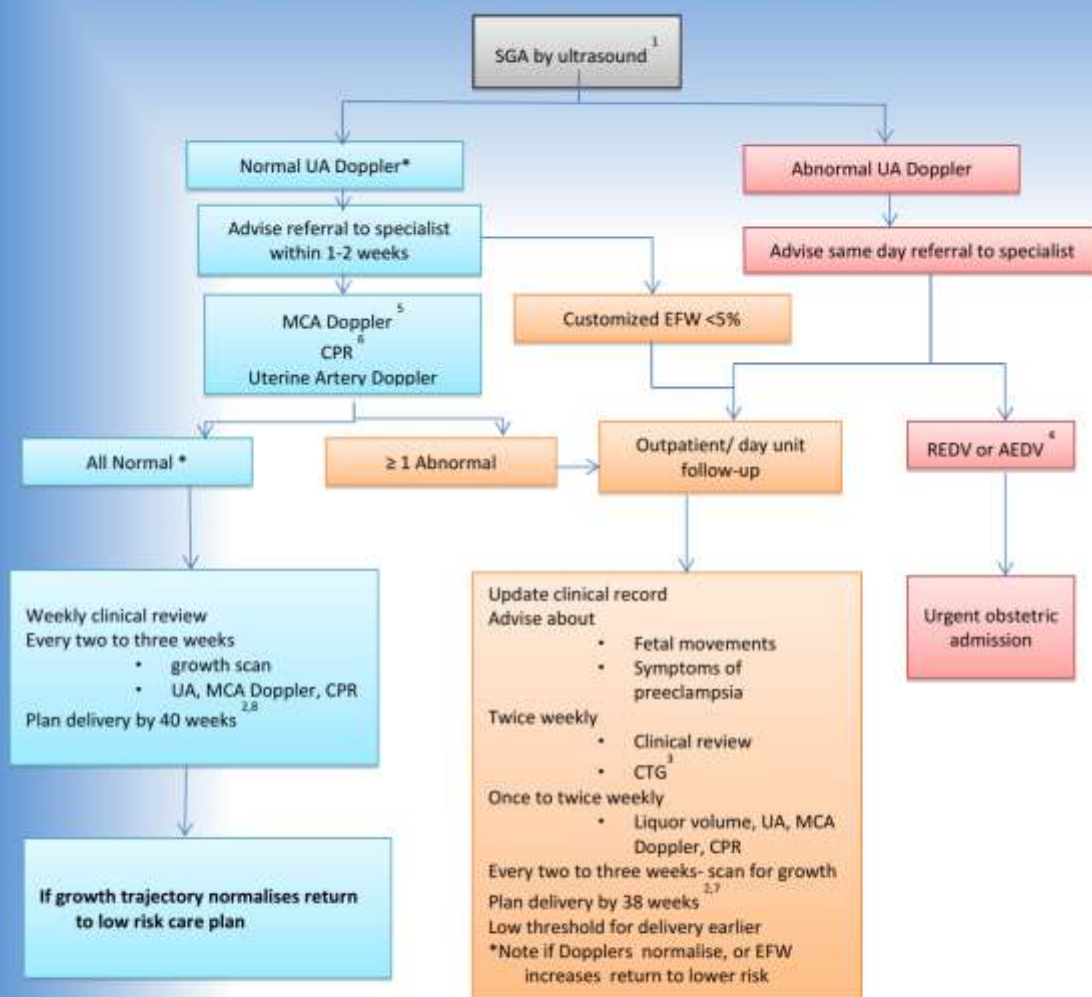 SGA by ultrasound 1
Normal UA Doppler*
Abnormal UA Doppler
Advise referral to specialist
within 1-2 weeks
Advise same day referral to specialist
MCA Doppler 5
CPR 6
Uterine Artery Doppler
Customized EFW <5%
All Normal *
≥ 1 Abnormal
Outpatient/ day unit
follow-up
REDV or AEDV 4
Weekly clinical review
Every two to three weeks
• growth scan
• UA, MCA Doppler, CPR
Plan delivery by 40 weeks 2,8
If growth trajectory normalises return
to low risk care plan
Update clinical record
Advise about
• Fetal movements
• Symptoms of
preeclampsia
Twice weekly
• Clinical review
• CTG 3
Once to twice weekly
• Liquor volume, UA, MCA
Doppler, CPR
Every two to three weeks- scan for growth
Plan delivery by 38 weeks 2,7
Low threshold for delivery earlier
*Note if Dopplers normalise, or EFW
increases return to lower risk
Urgent obstetric
admission